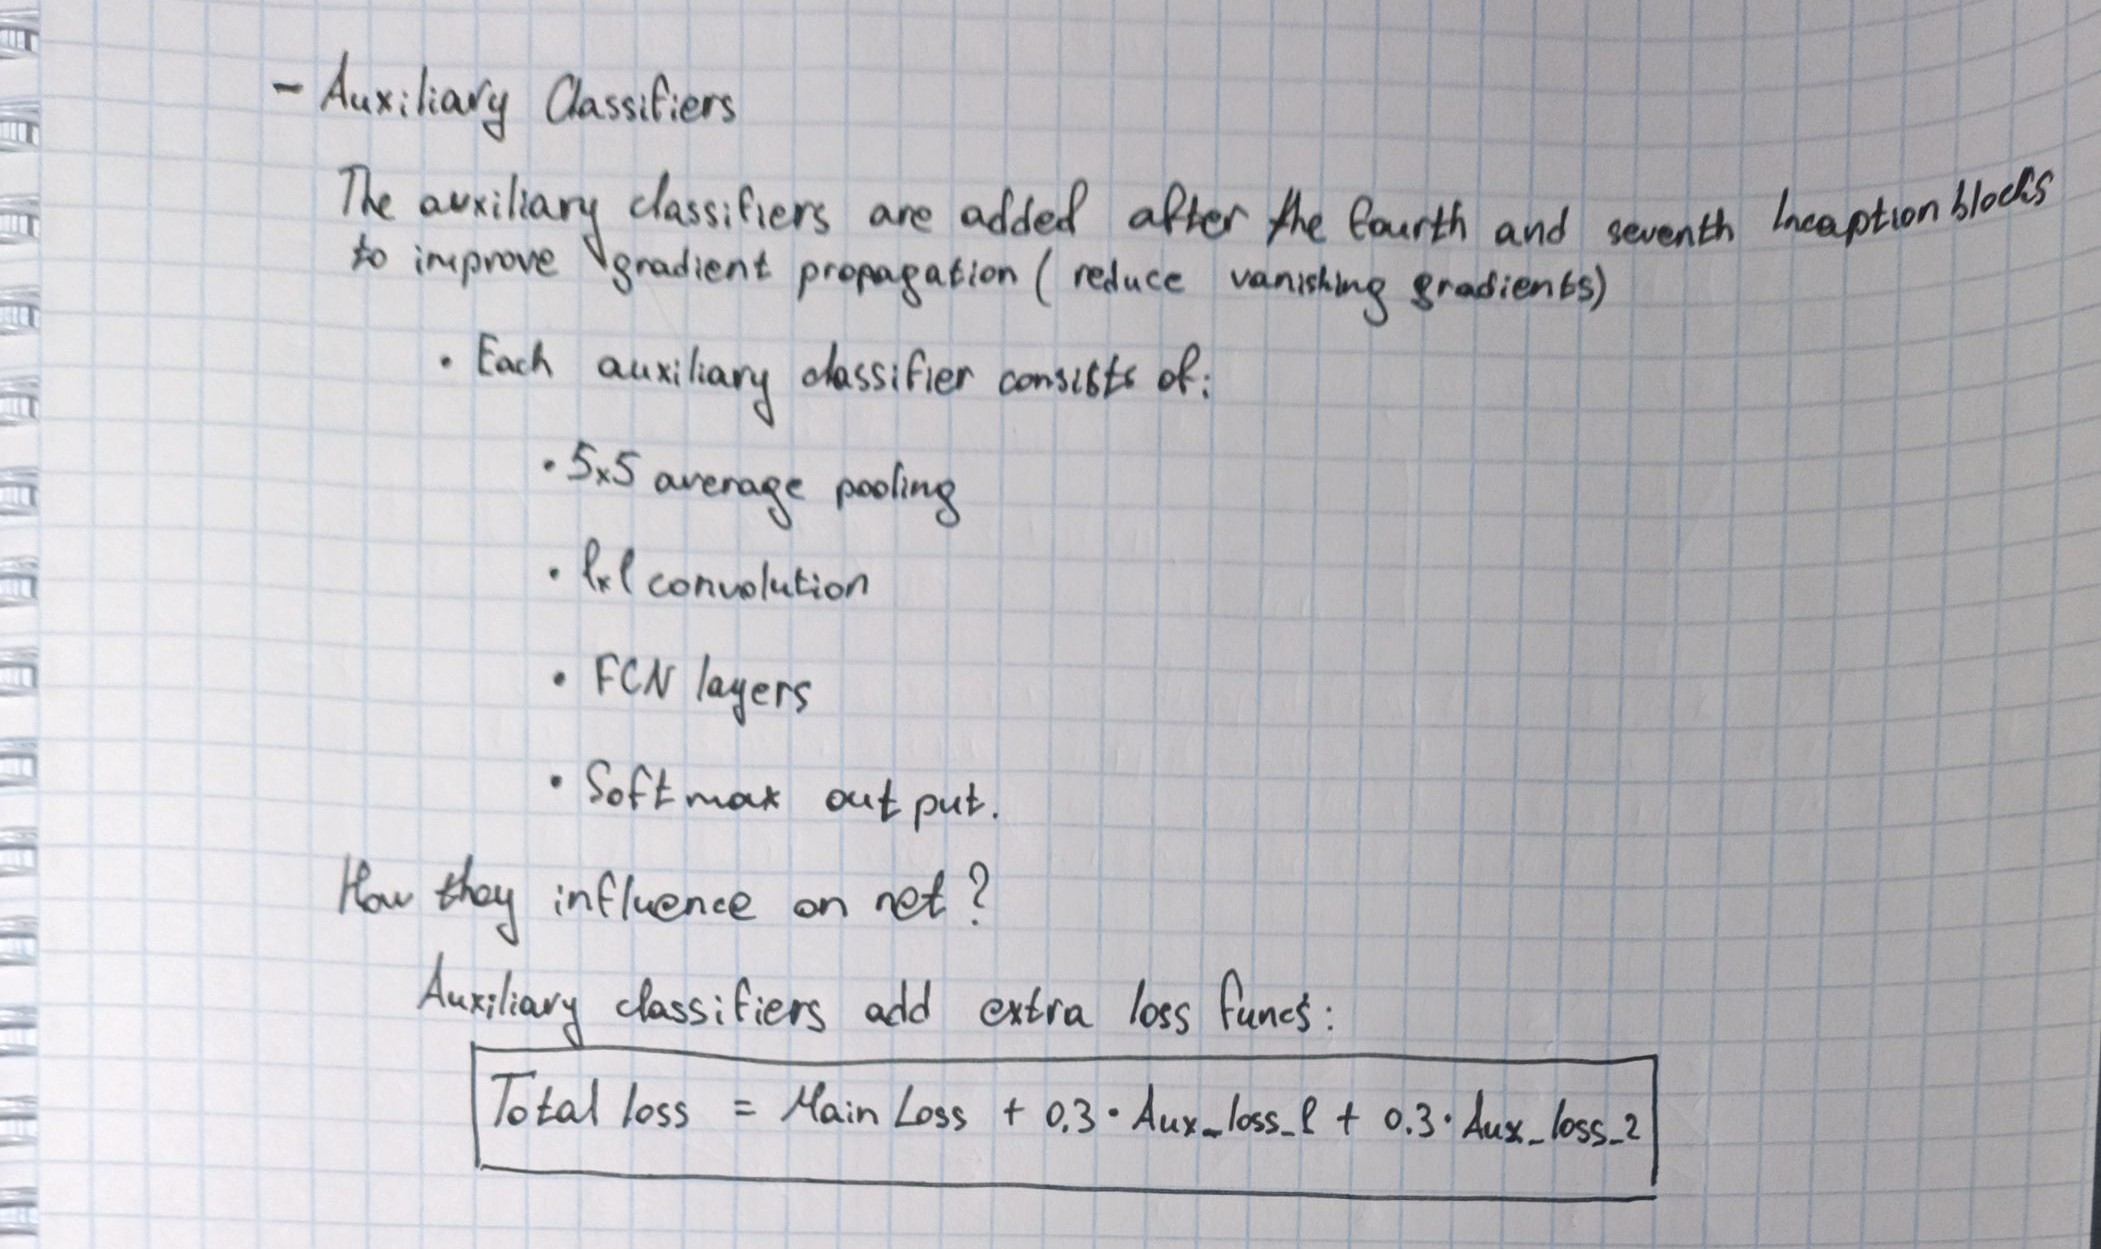 - Auxiliary Classifiers
The auxiliary classifiers are added after the fourth and seventh Inception blocks
to improve gradient propagation ( reduce vanishing gradients)
• Each auxiliary classifier consists of:
• 5x5 average pooling
• 1x1 convolution
• FCN layers
• Softmax output.
How they influence on net?
Auxiliary classifiers add extra loss funcs:
Total loss = Main Loss + 0.3 • Aux_loss_1 + 0.3 • Aux_loss_2